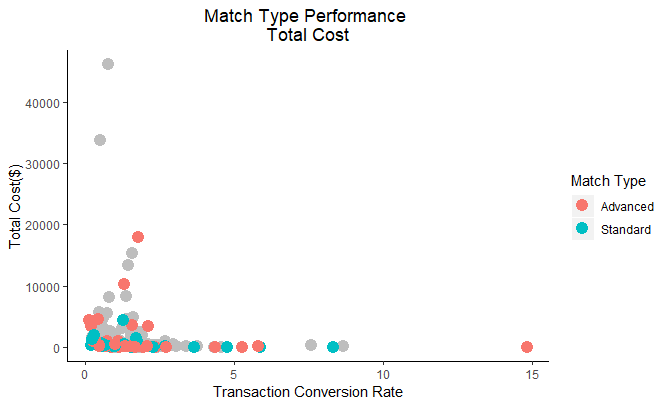 Match Type Performance
Total Cost
Total Cost($)
40000
30000
20000
10000
0
0
5
10
15
Transaction Conversion Rate
Match Type
Advanced
Standard